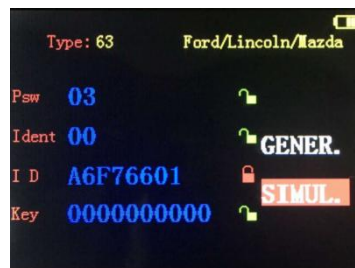 Type: 63 Ford/Lincoln/Mazda
Psw 03
Ident 00 GENER.
I D A6F76601
SIMUL.
Key 0000000000